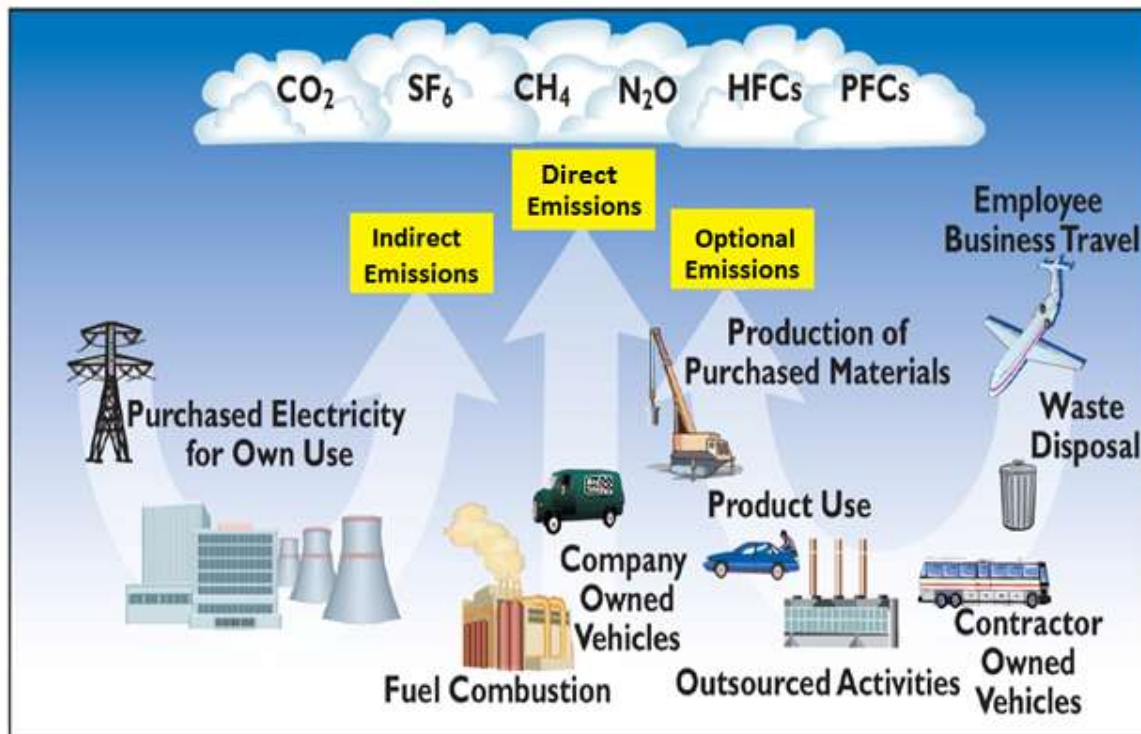 CO₂ SF₆ CH₄ N₂O HFCs PFCs
Direct
Emissions
Indirect
Emissions
Optional
Emissions
Employee
Business Travel
Production of
Purchased Materials
Purchased Electricity
for Own Use
Waste
Disposal
Product Use
Company
Owned
Vehicles
Fuel Combustion
Outsourced Activities
Contractor
Owned
Vehicles